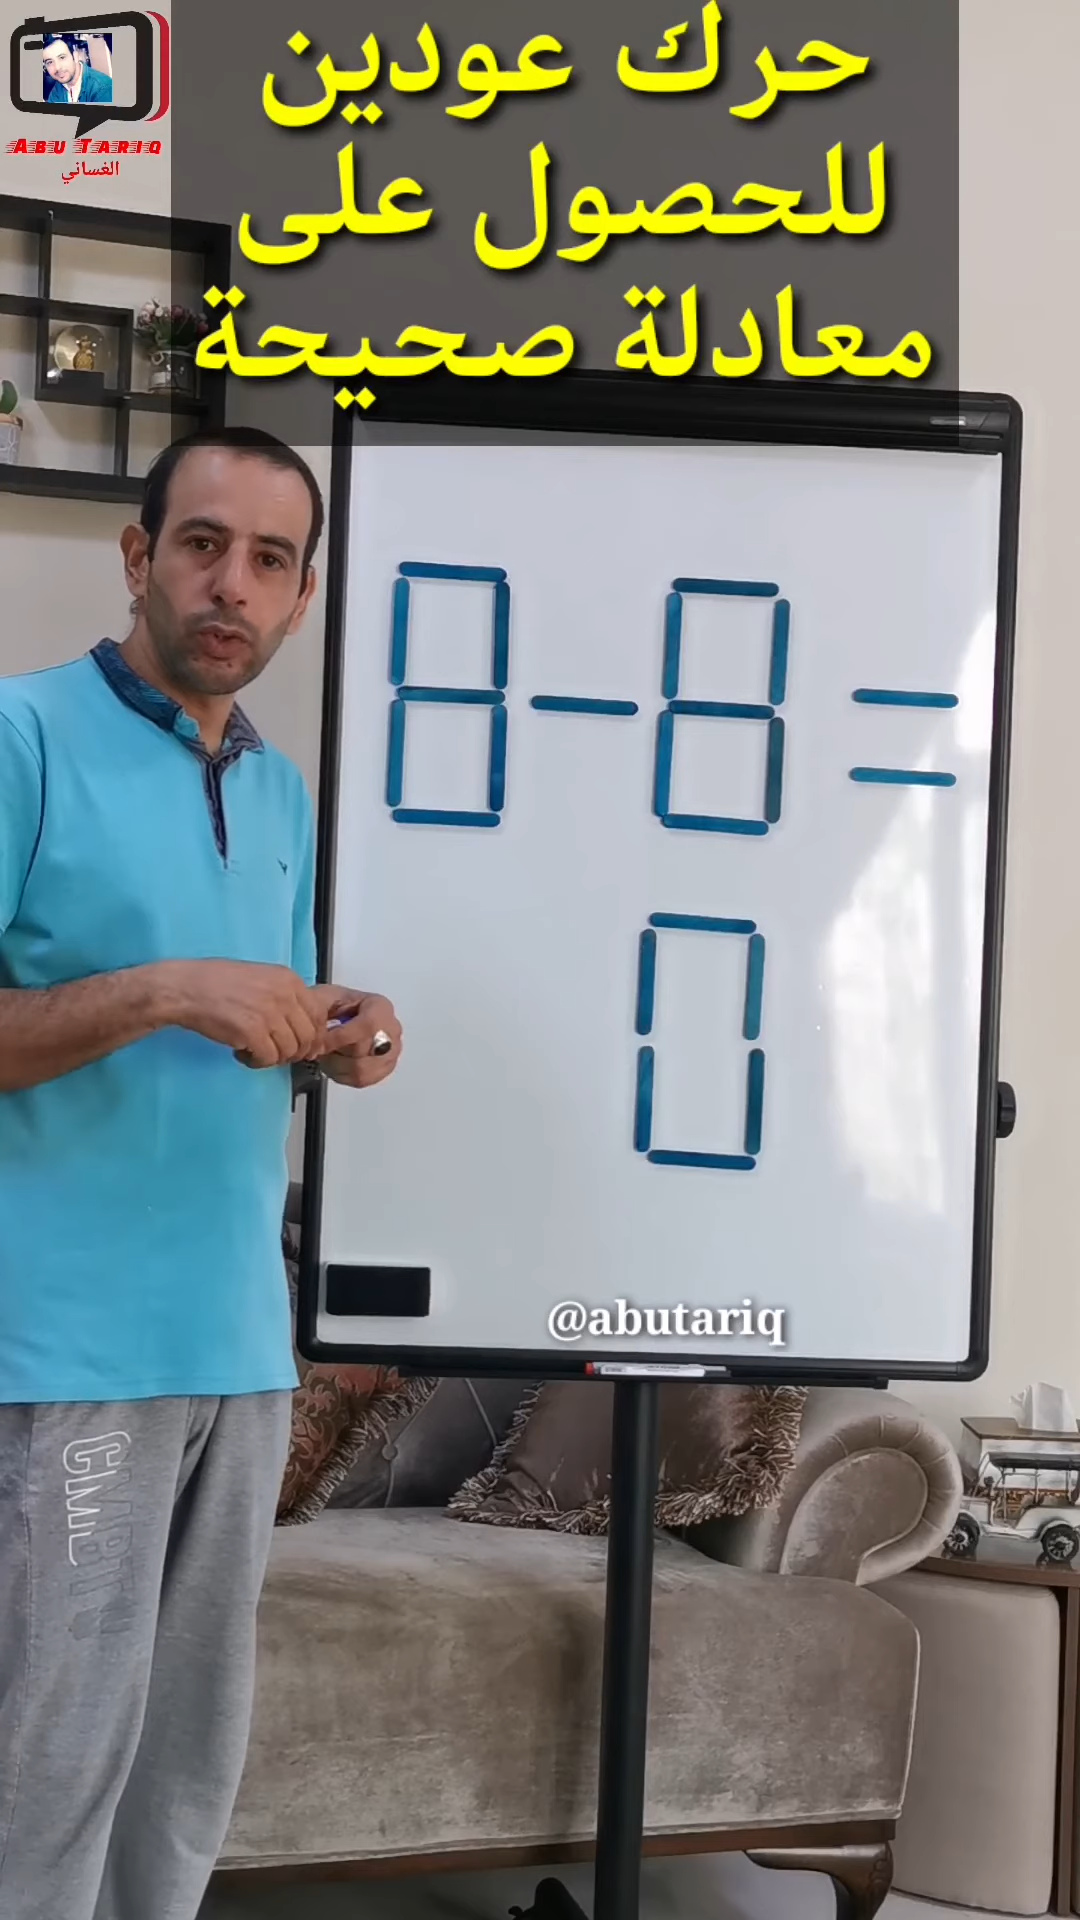 ABU TARIQ
الغساني
حرك عودين
للحصول على
معادلة صحيحة
8-8=
0
@abutariq